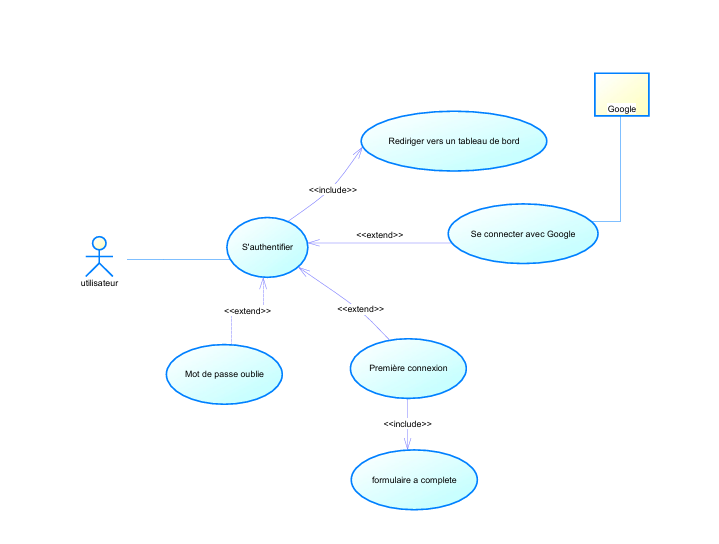 Google
Rediriger vers un tableau de bord
<<include>>
Se connecter avec Google
<<extend>>
S'authentifier
utilisateur
<<extend>>
<<extend>>
Mot de passe oublie
Première connexion
<<include>>
formulaire a complete